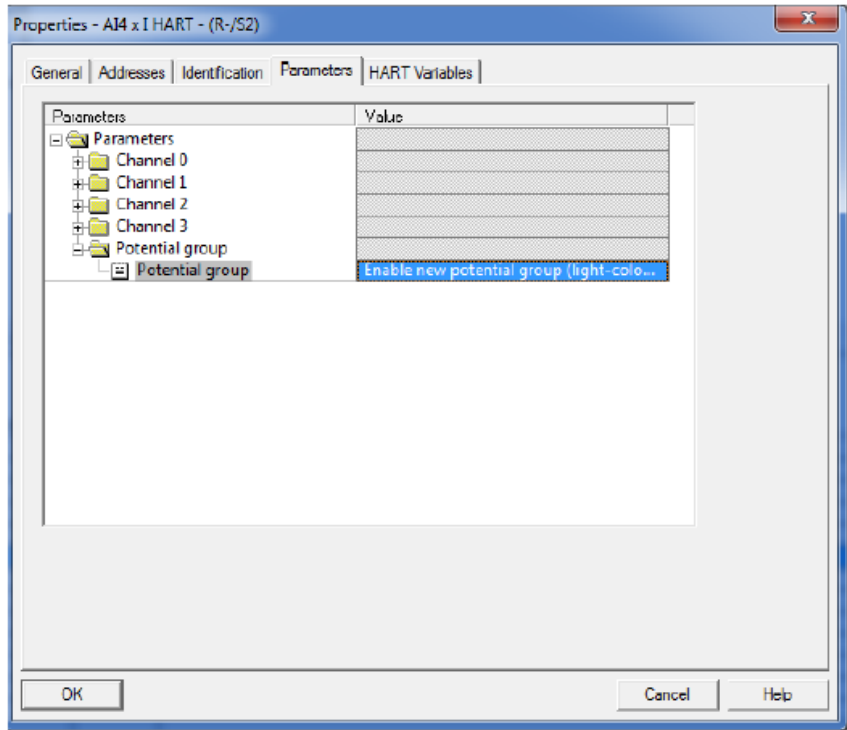 Properties - AI4 x I HART - (R-/S2)
General Addresses Identification Parameters HART Variables
Parameters Value
Parameters
Channel 0
Channel 1
Channel 2
Channel 3
Potential group
Potential group Enable new potential group (light-colo...
OK Cancel Help